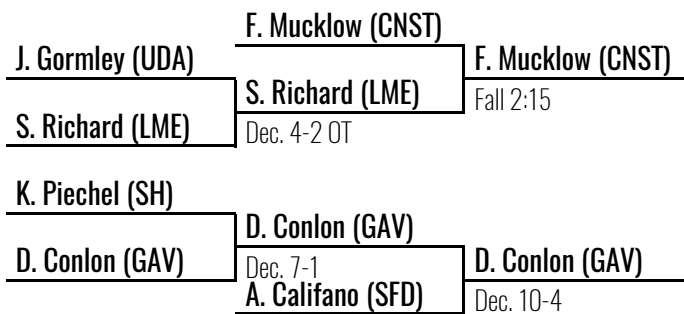 F. Mucklow (CNST)
J. Gormley (UDA)
F. Mucklow (CNST)
S. Richard (LME)
Fall 2:15
S. Richard (LME)
Dec. 4-2 OT
K. Piechel (SH)
D. Conlon (GAV)
D. Conlon (GAV)
D. Conlon (GAV)
Dec. 7-1
A. Califano (SFD)
Dec. 10-4